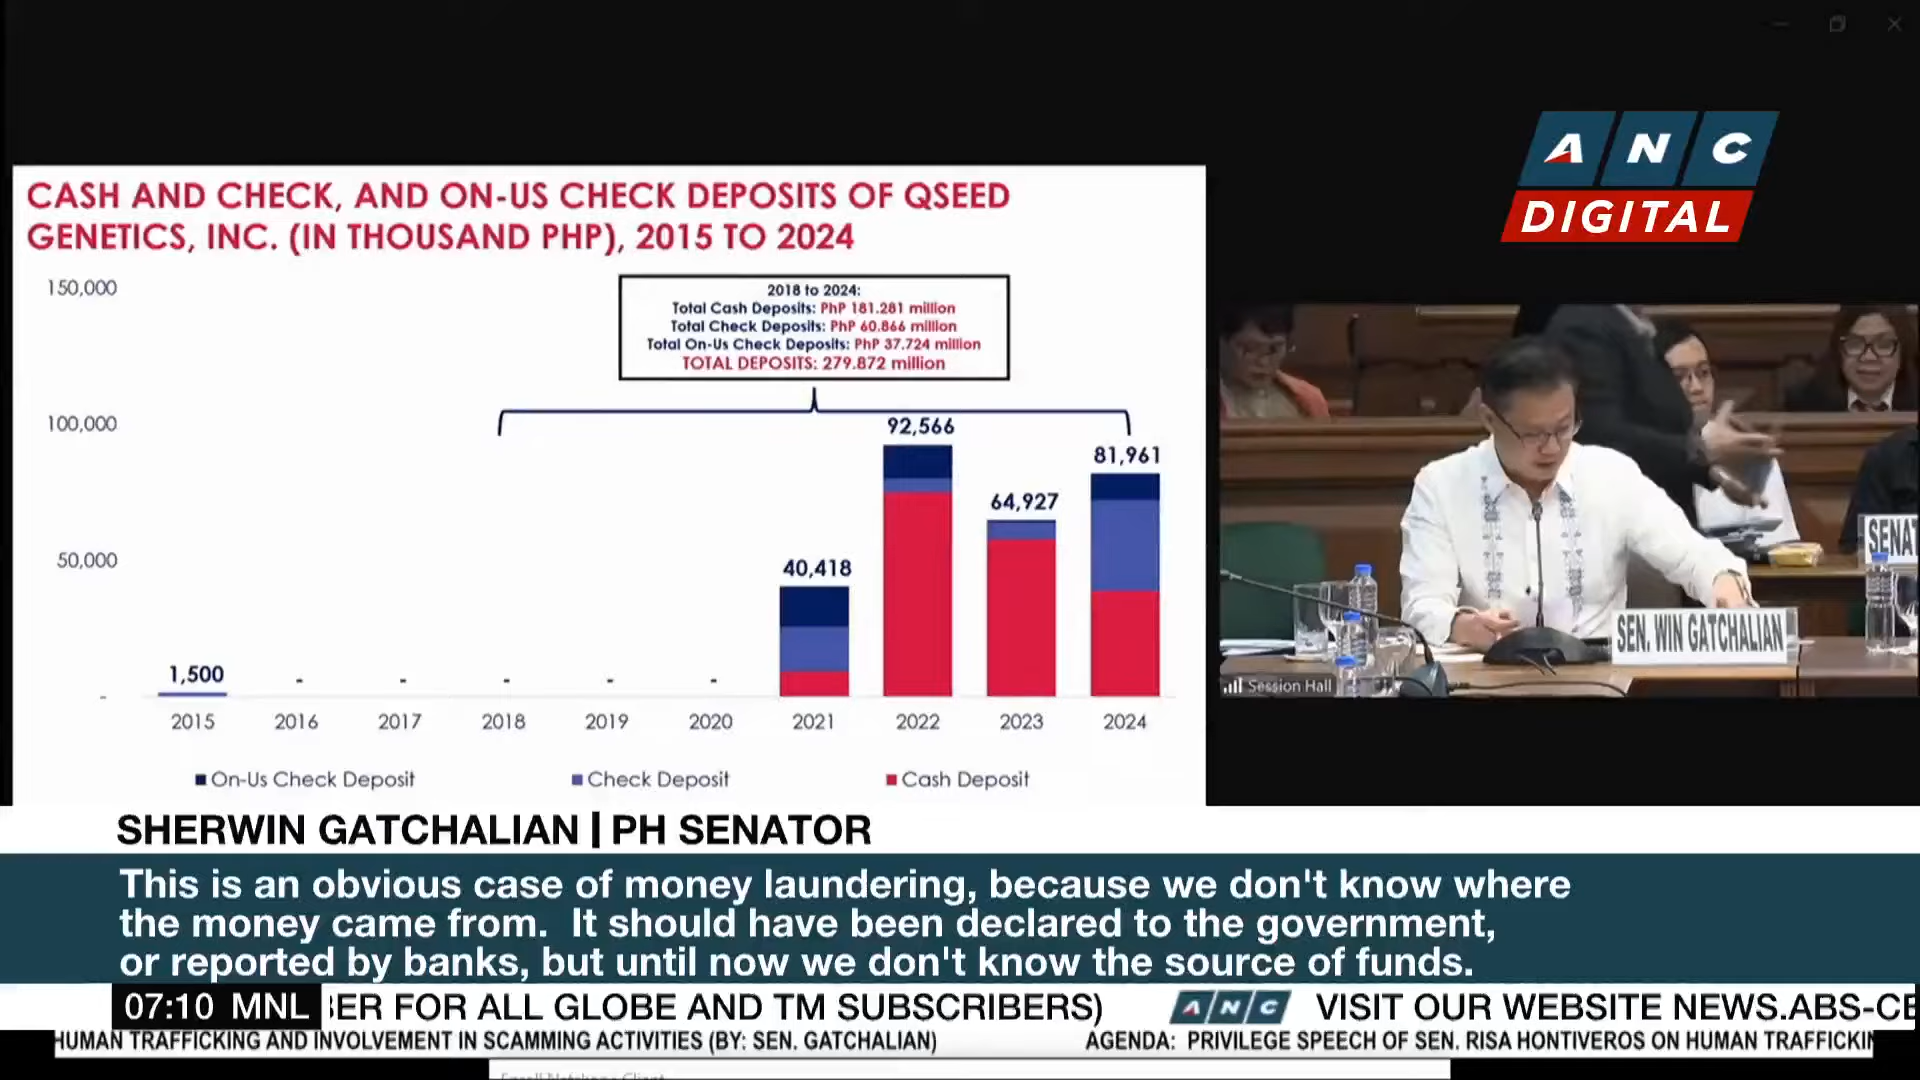 ANC
DIGITAL
CASH AND CHECK, AND ON-US CHECK DEPOSITS OF QSEED
GENETICS, INC. (IN THOUSAND PHP), 2015 TO 2024
150,000
100,000
50,000
-
2018 to 2024:
Total Cash Deposits: PhP 181.281 million
Total Check Deposits: PhP 60.866 million
Total On-Us Check Deposits: PhP 37.724 million
TOTAL DEPOSITS: 279.872 million
1,500 - - - - - 40,418 92,566 64,927 81,961
2015 2016 2017 2018 2019 2020 2021 2022 2023 2024
On-Us Check Deposit Check Deposit Cash Deposit
SENAT
SEN. WIN GATCHALIAN
Session Hall
SHERWIN GATCHALIAN | PH SENATOR
This is an obvious case of money laundering, because we don't know where
the money came from. It should have been declared to the government,
or reported by banks, but until now we don't know the source of funds.
07:10 MNL BER FOR ALL GLOBE AND TM SUBSCRIBERS) ANC VISIT OUR WEBSITE NEWS.ABS-CB
HUMAN TRAFFICKING AND INVOLVEMENT IN SCAMMING ACTIVITIES (BY: SEN. GATCHALIAN) AGENDA: PRIVILEGE SPEECH OF SEN. RISA HONTIVEROS ON HUMAN TRAFFICKIN